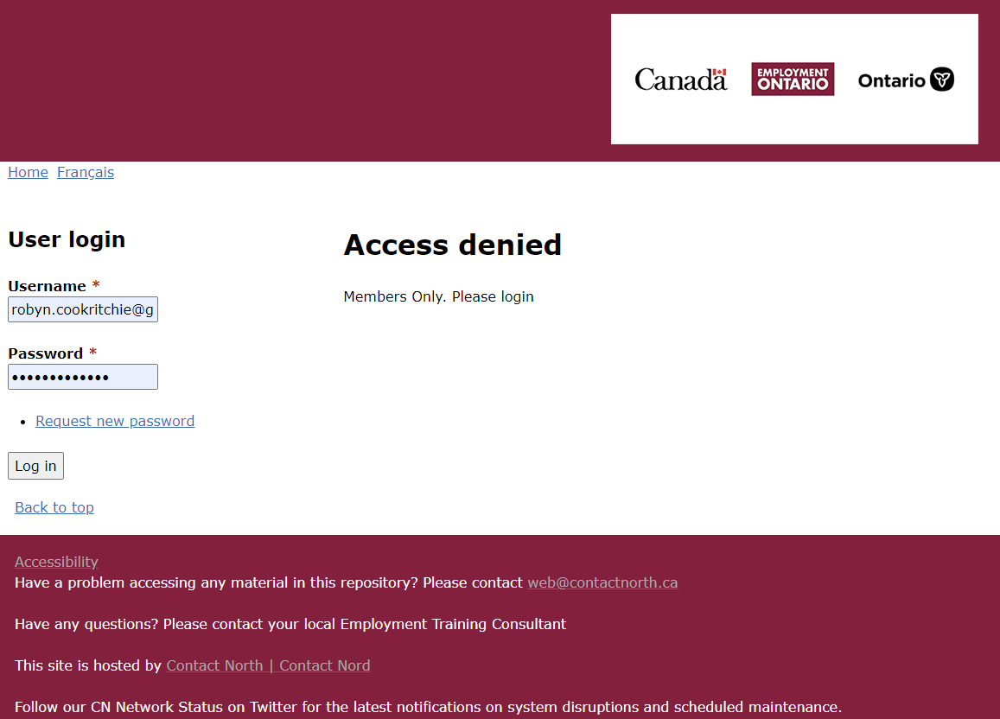 Canada
EMPLOYMENT
ONTARIO
Ontario
Home Français
User login
Username *
robyn.cookritchie@g
Password *
•••••••••••••
Request new password
Log in
Back to top
Access denied
Members Only. Please login
Accessibility
Have a problem accessing any material in this repository? Please contact web@contactnorth.ca
Have any questions? Please contact your local Employment Training Consultant
This site is hosted by Contact North | Contact Nord
Follow our CN Network Status on Twitter for the latest notifications on system disruptions and scheduled maintenance.